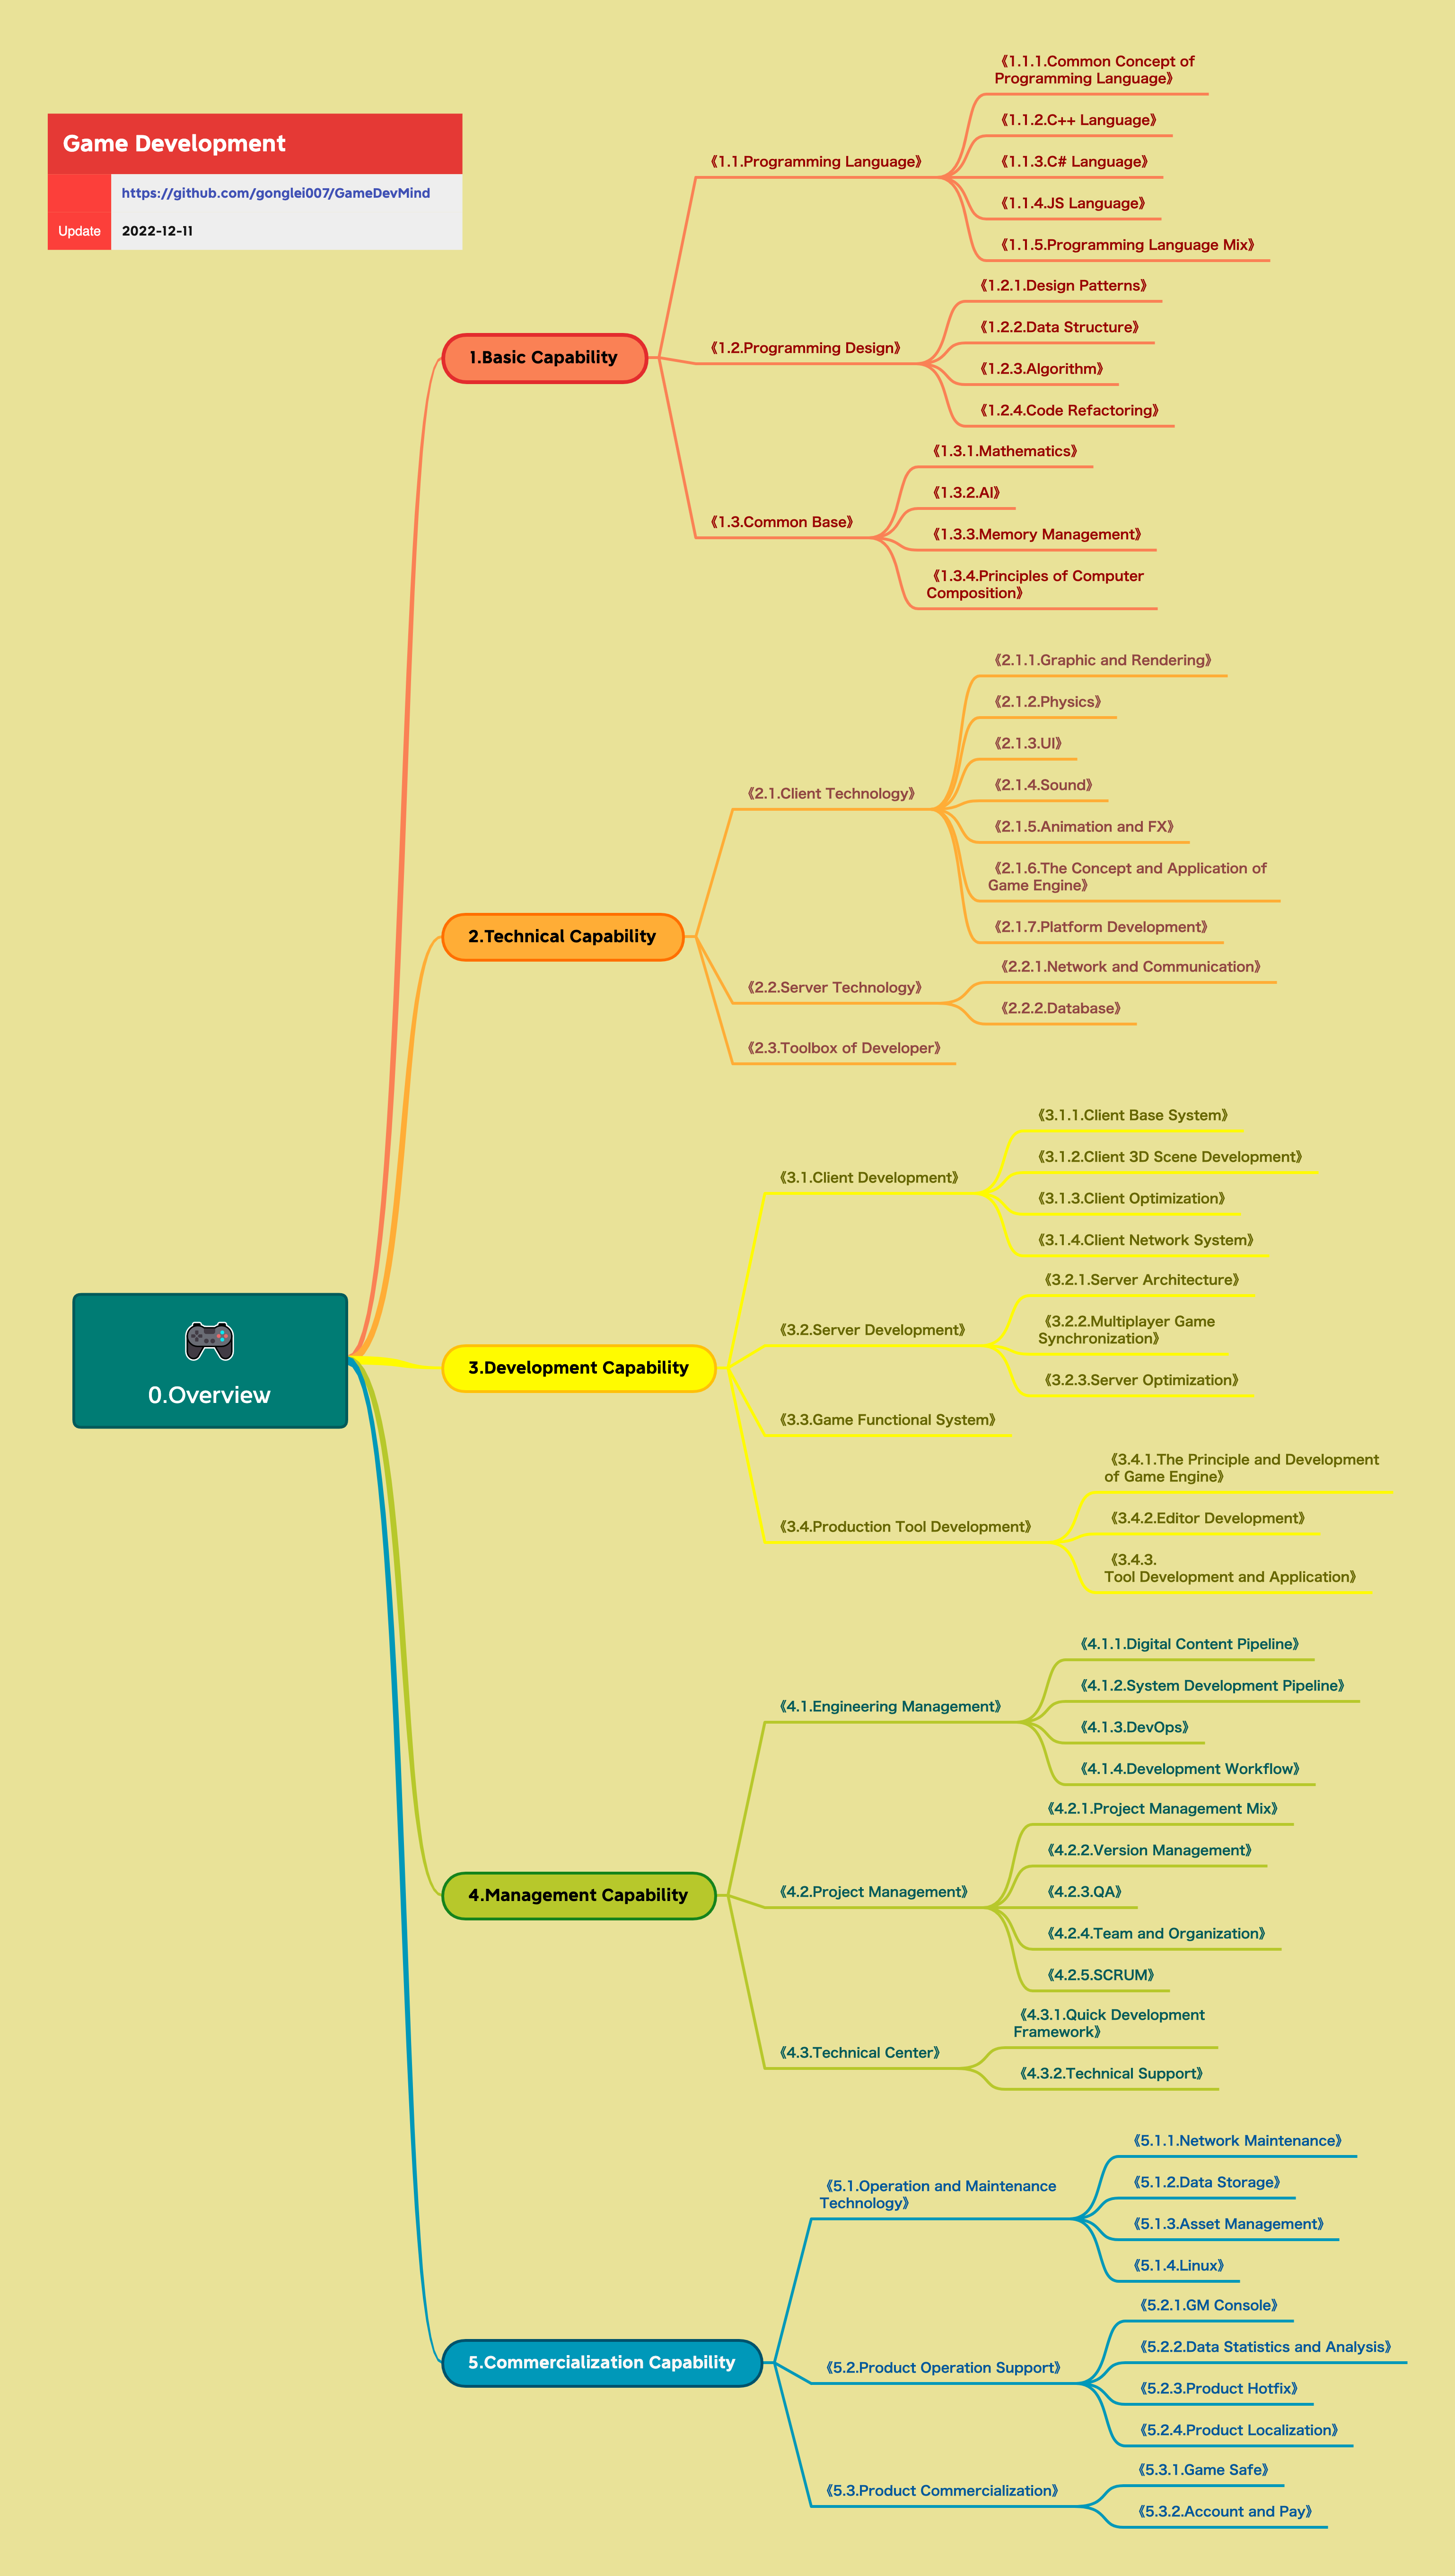 Game Development
https://github.com/gonglei007/GameDevMind
Update
2022-12-11
0.Overview
1.Basic Capability
《1.1.Programming Language》
《1.1.1.Common Concept of
Programming Language》
《1.1.2.C++ Language》
《1.1.3.C# Language》
《1.1.4.JS Language》
《1.1.5.Programming Language Mix》
《1.2.Programming Design》
《1.2.1.Design Patterns》
《1.2.2.Data Structure》
《1.2.3.Algorithm》
《1.2.4.Code Refactoring》
《1.3.Common Base》
《1.3.1.Mathematics》
《1.3.2.AI》
《1.3.3.Memory Management》
《1.3.4.Principles of Computer
Composition》
2.Technical Capability
《2.1.Client Technology》
《2.1.1.Graphic and Rendering》
《2.1.2.Physics》
《2.1.3.UI》
《2.1.4.Sound》
《2.1.5.Animation and FX》
《2.1.6.The Concept and Application of
Game Engine》
《2.1.7.Platform Development》
《2.2.Server Technology》
《2.2.1.Network and Communication》
《2.2.2.Database》
《2.3.Toolbox of Developer》
3.Development Capability
《3.1.Client Development》
《3.1.1.Client Base System》
《3.1.2.Client 3D Scene Development》
《3.1.3.Client Optimization》
《3.1.4.Client Network System》
《3.2.Server Development》
《3.2.1.Server Architecture》
《3.2.2.Multiplayer Game
Synchronization》
《3.2.3.Server Optimization》
《3.3.Game Functional System》
《3.4.Production Tool Development》
《3.4.1.The Principle and Development
of Game Engine》
《3.4.2.Editor Development》
《3.4.3.
Tool Development and Application》
4.Management Capability
《4.1.Engineering Management》
《4.1.1.Digital Content Pipeline》
《4.1.2.System Development Pipeline》
《4.1.3.DevOps》
《4.1.4.Development Workflow》
《4.2.Project Management》
《4.2.1.Project Management Mix》
《4.2.2.Version Management》
《4.2.3.QA》
《4.2.4.Team and Organization》
《4.2.5.SCRUM》
《4.3.Technical Center》
《4.3.1.Quick Development
Framework》
《4.3.2.Technical Support》
5.Commercialization Capability
《5.1.Operation and Maintenance
Technology》
《5.1.1.Network Maintenance》
《5.1.2.Data Storage》
《5.1.3.Asset Management》
《5.1.4.Linux》
《5.2.Product Operation Support》
《5.2.1.GM Console》
《5.2.2.Data Statistics and Analysis》
《5.2.3.Product Hotfix》
《5.2.4.Product Localization》
《5.3.Product Commercialization》
《5.3.1.Game Safe》
《5.3.2.Account and Pay》